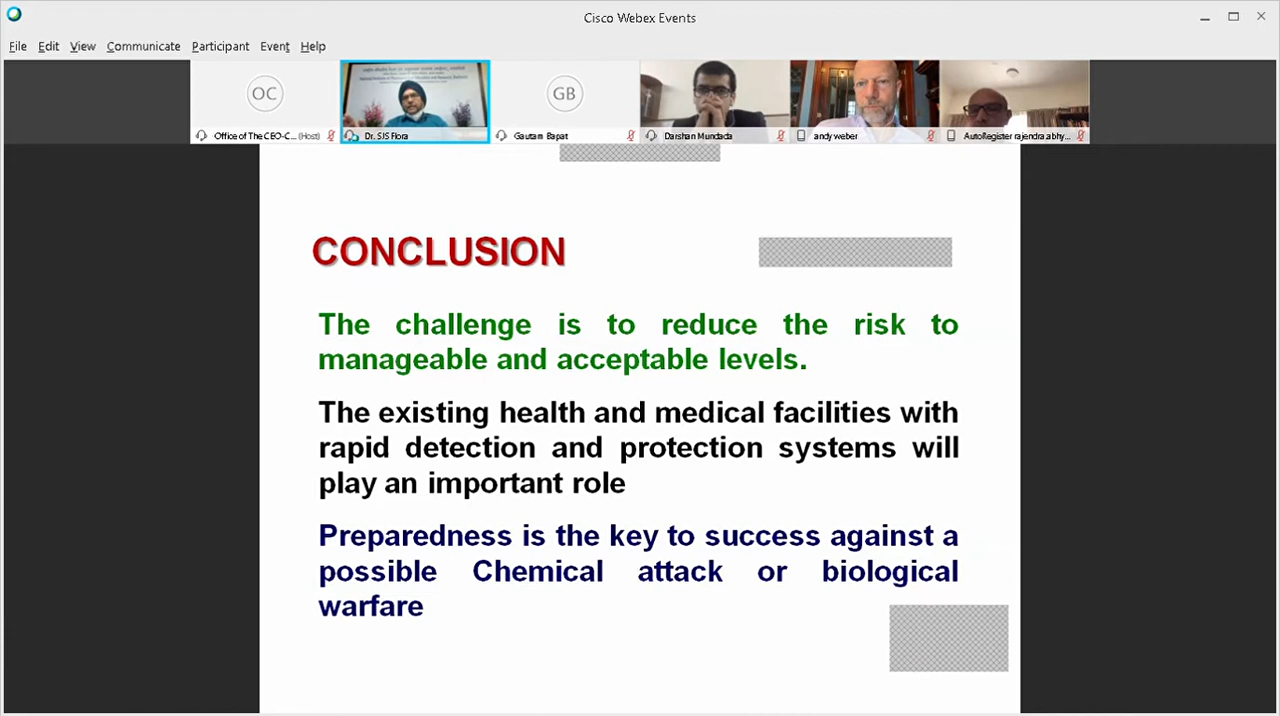 Cisco Webex Events
File Edit View Communicate Participant Event Help
OC
GB
Office of The CEO-C... (Host)
Dr. SJS Flora
Gautam Bapat
Darshan Mundada
andy weber
AutoRegister rajendra.abhy...
CONCLUSION
The challenge is to reduce the risk to
manageable and acceptable levels.
The existing health and medical facilities with
rapid detection and protection systems will
play an important role
Preparedness is the key to success against a
possible Chemical attack or biological
warfare